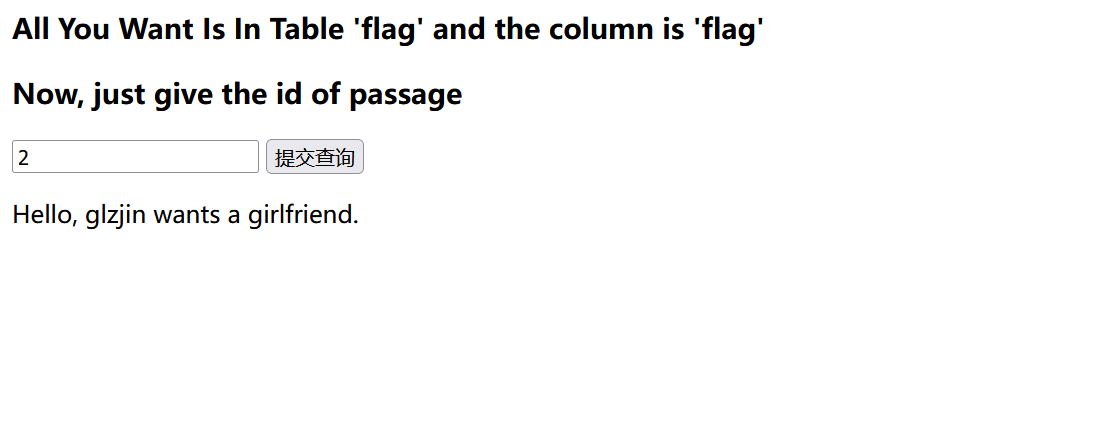 All You Want Is In Table 'flag' and the column is 'flag'
Now, just give the id of passage
2 提交查询
Hello, glzjin wants a girlfriend.